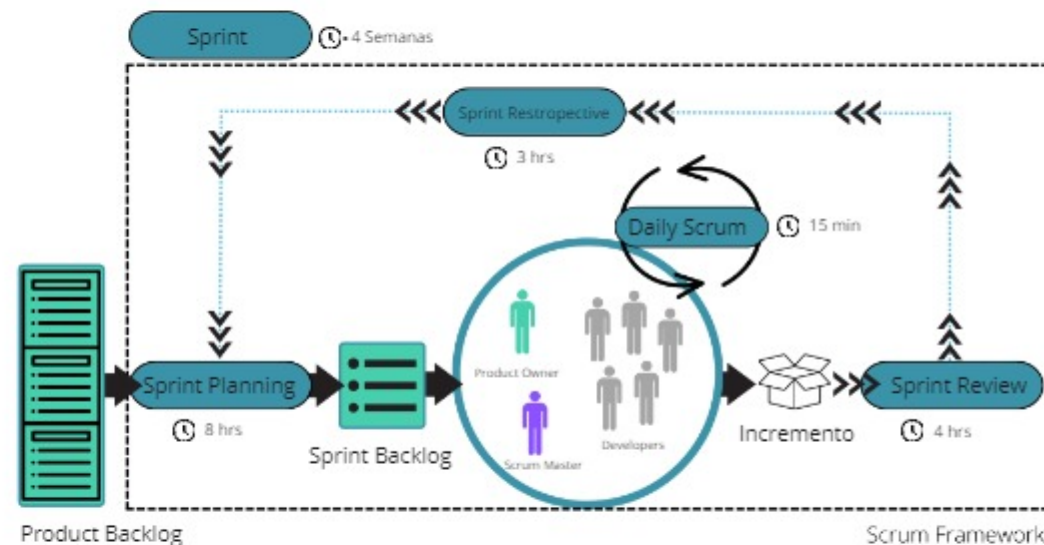 Sprint
4 Semanas
Sprint Restropective
3 hrs
Daily Scrum
15 min
Product Owner
Scrum Master
Developers
Sprint Planning
8 hrs
Sprint Backlog
Incremento
Sprint Review
4 hrs
Product Backlog
Scrum Framework